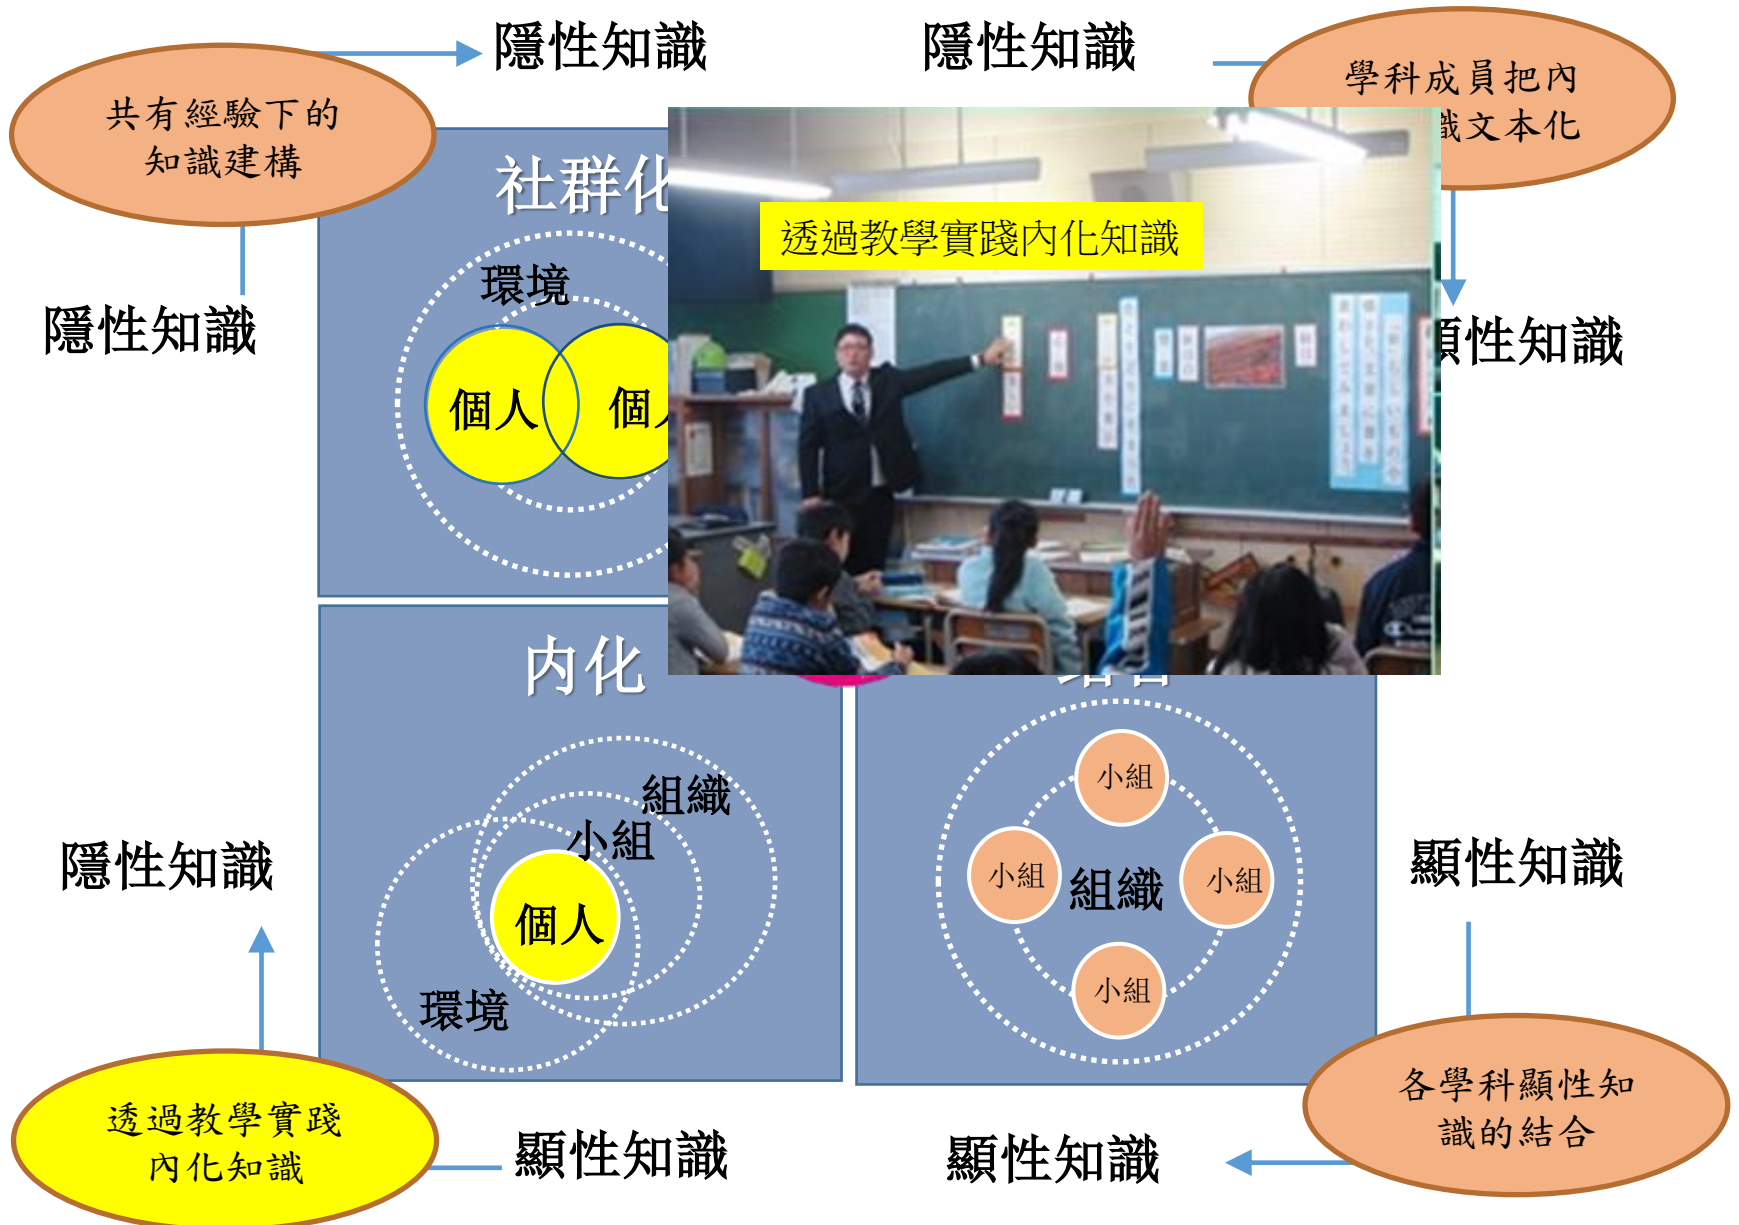 隱性知識
隱性知識
共有經驗下的
知識建構
學科成員把內
識文本化
社群化
透過教學實踐內化知識
環境
隱性知識
顯性知識
個人
個人
內化
組織
小組
個人
環境
隱性知識
小組
小組
組織
小組
小組
顯性知識
透過教學實踐
內化知識
顯性知識
顯性知識
各學科顯性知
識的結合